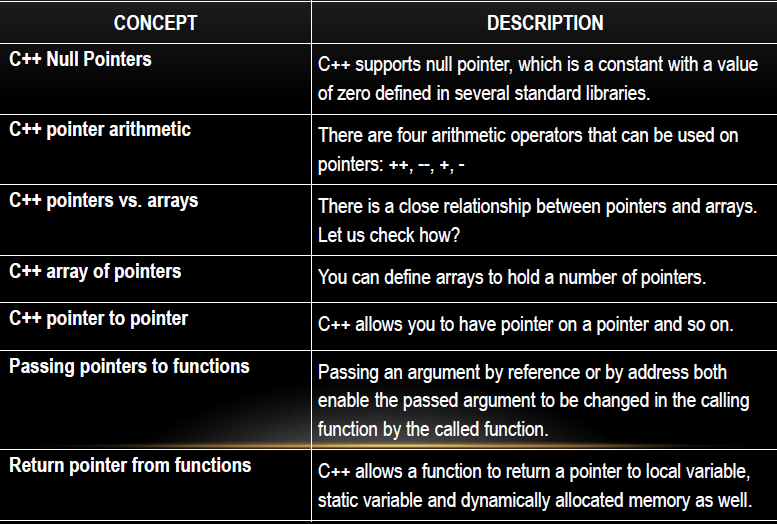 CONCEPT DESCRIPTION
C++ Null Pointers
C++ supports null pointer, which is a constant with a value
of zero defined in several standard libraries.
C++ pointer arithmetic
There are four arithmetic operators that can be used on
pointers: ++, --, +, -
C++ pointers vs. arrays
There is a close relationship between pointers and arrays.
Let us check how?
C++ array of pointers
You can define arrays to hold a number of pointers.
C++ pointer to pointer
C++ allows you to have pointer on a pointer and so on.
Passing pointers to functions
Passing an argument by reference or by address both
enable the passed argument to be changed in the calling
function by the called function.
Return pointer from functions
C++ allows a function to return a pointer to local variable,
static variable and dynamically allocated memory as well.